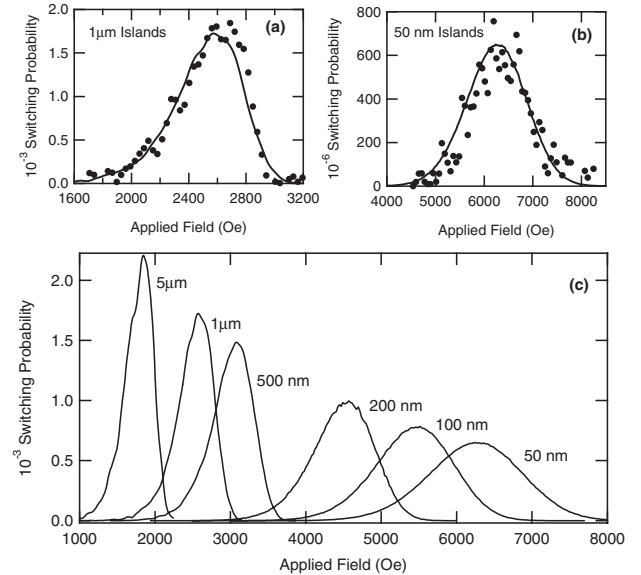 1μm Islands
(a)
10⁻³ Switching Probability
2.0
1.5
1.0
0.5
0.0
1600
2000
2400
2800
3200
Applied Field (Oe)
50 nm Islands
(b)
10⁻⁶ Switching Probability
800
600
400
200
0
4000
5000
6000
7000
8000
Applied Field (Oe)
(c)
10⁻³ Switching Probability
2.0
1.5
1.0
0.5
0.0
5μm
1μm
500 nm
200 nm
100 nm
50 nm
1000
2000
3000
4000
5000
6000
7000
8000
Applied Field (Oe)